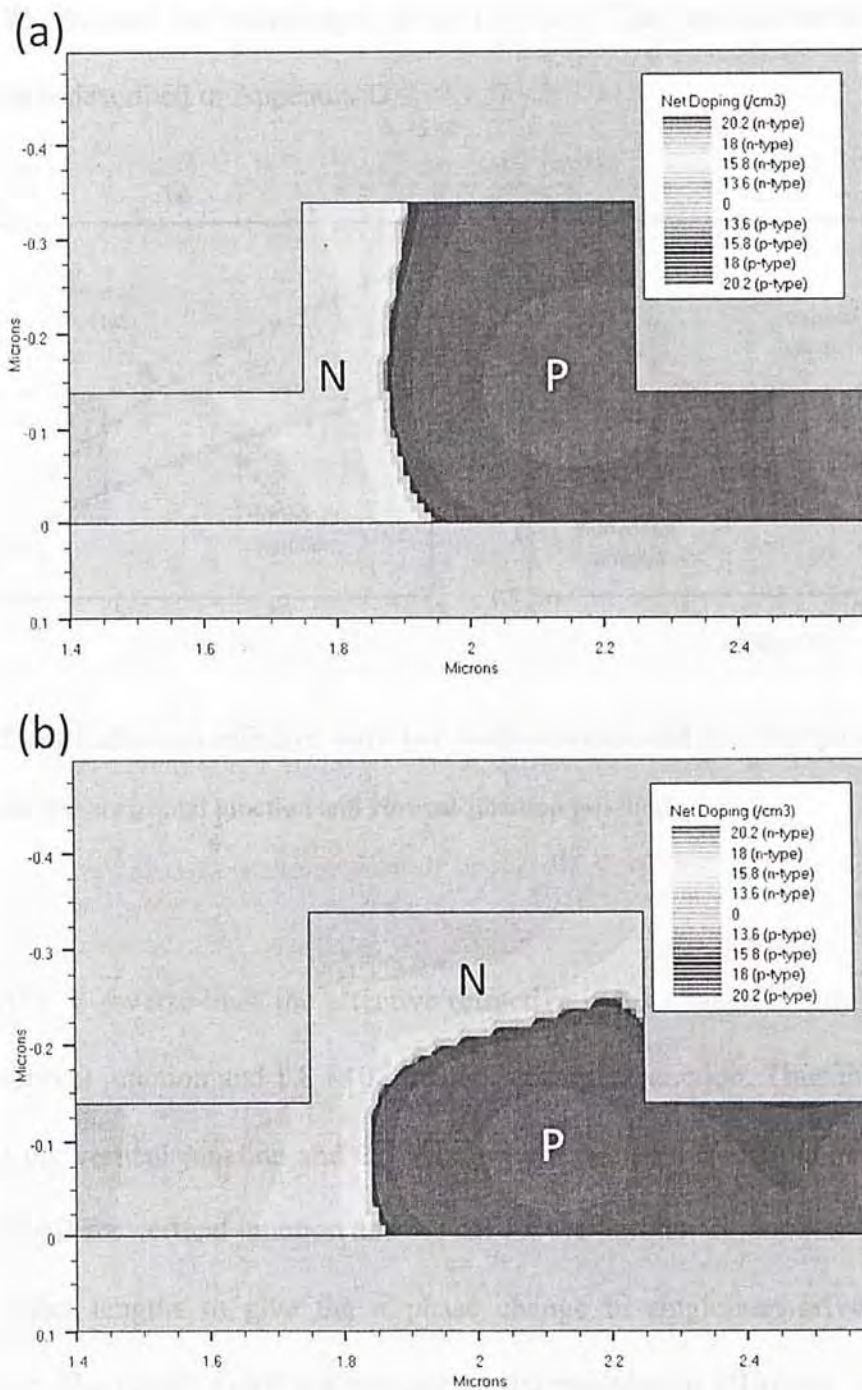 (a)
Net Doping (/cm3)
20.2 (n-type)
18 (n-type)
15.8 (n-type)
13.6 (n-type)
0
13.6 (p-type)
15.8 (p-type)
18 (p-type)
20.2 (p-type)
-0.4
-0.3
-0.2
-0.1
0
0.1
Microns
N
P
1.4
1.6
1.8
2
2.2
2.4
Microns
(b)
Net Doping (/cm3)
20.2 (n-type)
18 (n-type)
15.8 (n-type)
13.6 (n-type)
0
13.6 (p-type)
15.8 (p-type)
18 (p-type)
20.2 (p-type)
-0.4
-0.3
-0.2
-0.1
0
0.1
Microns
N
P
1.4
1.6
1.8
2
2.2
2.4
Microns